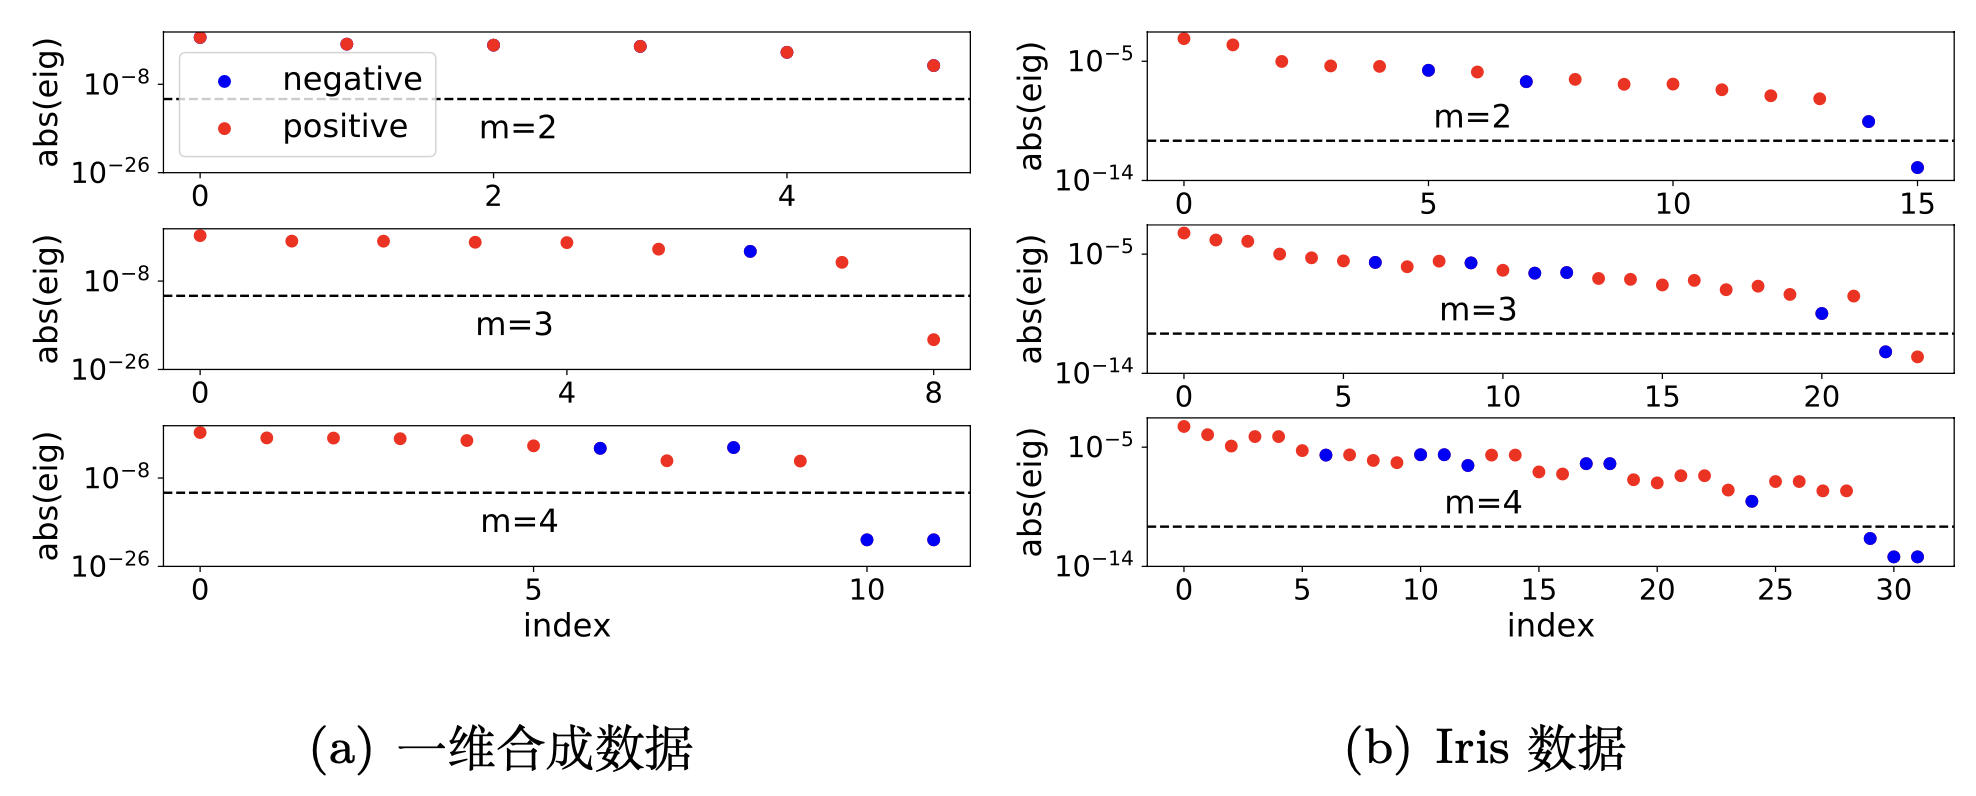 abs(eig)
10⁻⁸
10⁻²⁶
negative
positive
m=2
0 2 4
abs(eig)
10⁻⁸
10⁻²⁶
m=3
0 4 8
abs(eig)
10⁻⁸
10⁻²⁶
m=4
0 5 10
index
(a) 一维合成数据
abs(eig)
10⁻⁵
10⁻¹⁴
m=2
0 5 10 15
abs(eig)
10⁻⁵
10⁻¹⁴
m=3
0 5 10 15 20
abs(eig)
10⁻⁵
10⁻¹⁴
m=4
0 5 10 15 20 25 30
index
(b) Iris 数据